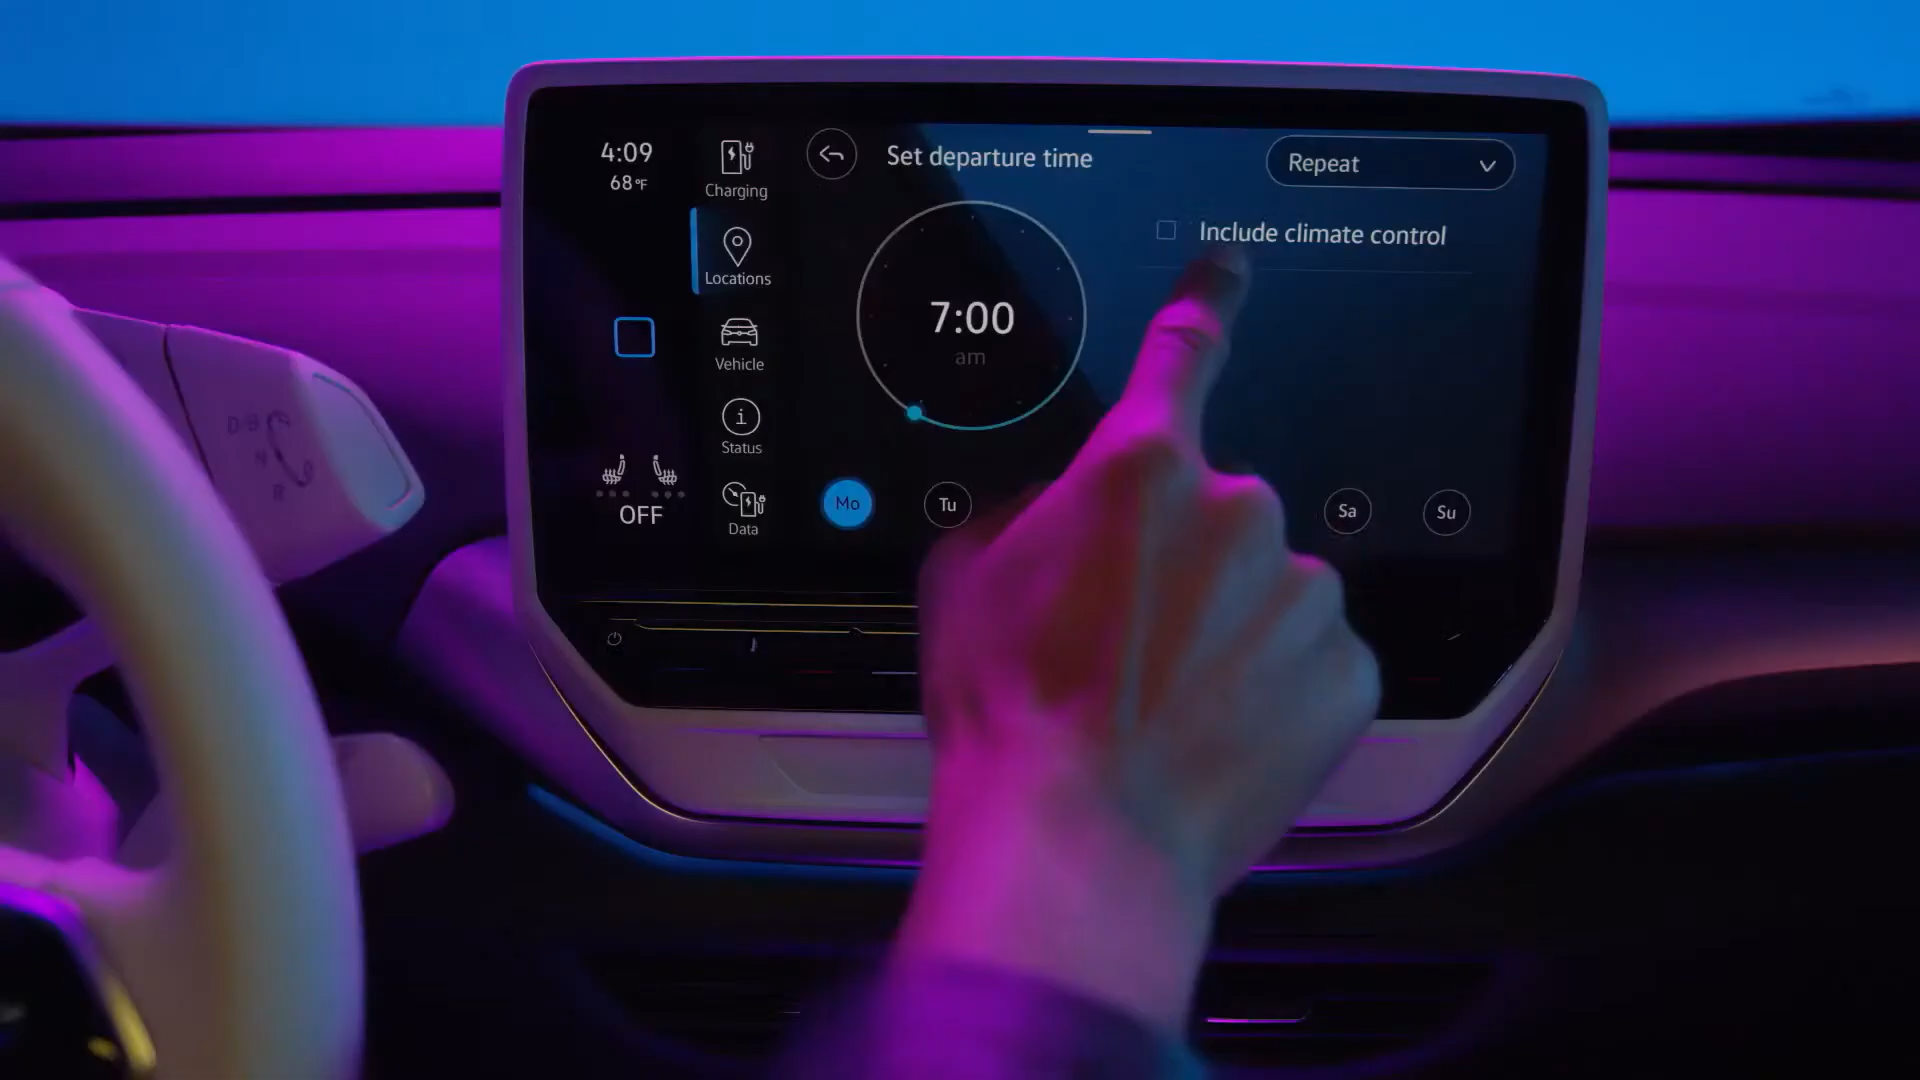 4:09
68°F
Charging
Set departure time
Repeat
Locations
Include climate control
7:00
am
Vehicle
Status
Mo
Tu
Sa
Su
OFF
Data
N
R